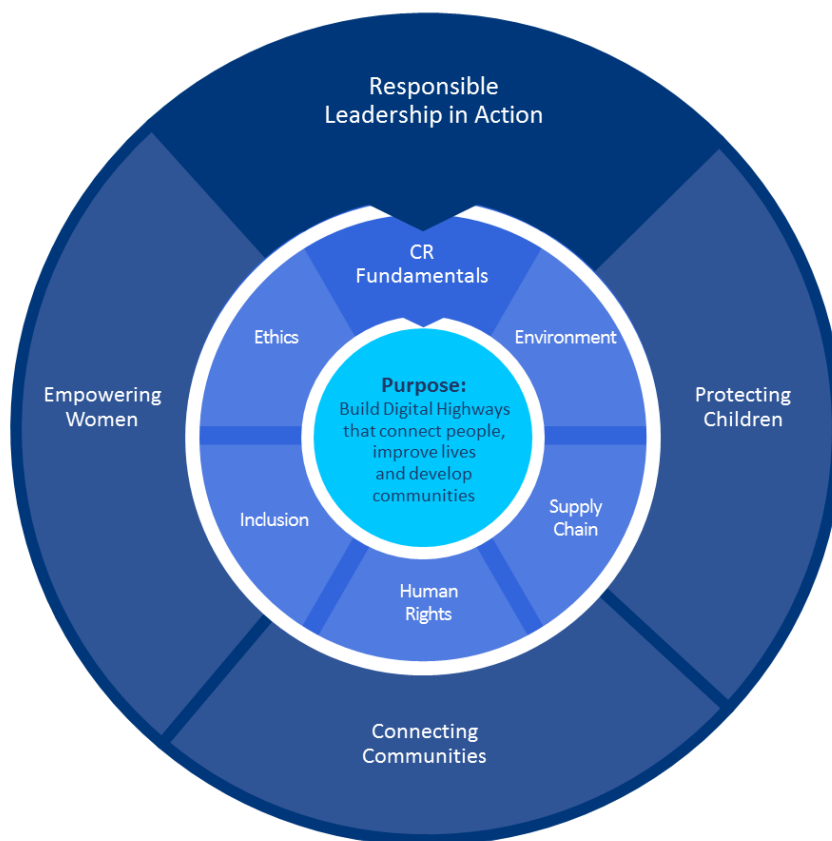 Responsible
Leadership in Action
CR
Fundamentals
Ethics
Environment
Purpose:
Build Digital Highways
that connect people,
improve lives
and develop
communities
Empowering
Women
Protecting
Children
Inclusion
Supply
Chain
Human
Rights
Connecting
Communities